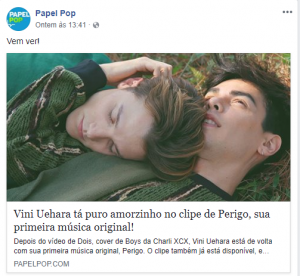 PAPEL
POP
Papel Pop
Ontem às 13:41 ·
Vem ver!
Vini Uehara tá puro amorzinho no clipe de Perigo, sua
primeira música original!
Depois do vídeo de Dois, cover de Boys da Charli XCX, Vini Uehara está de volta
com sua primeira música original, Perigo. O clipe também já está disponível, e...
PAPELPOP.COM